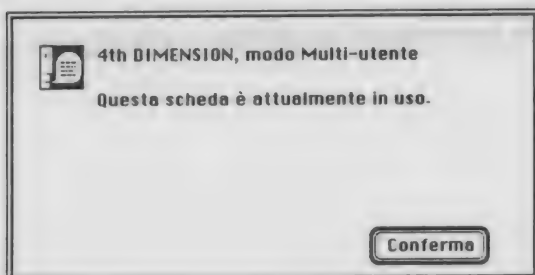 4th DIMENSION, modo Multi-utente
Questa scheda è attualmente in uso.
Conferma